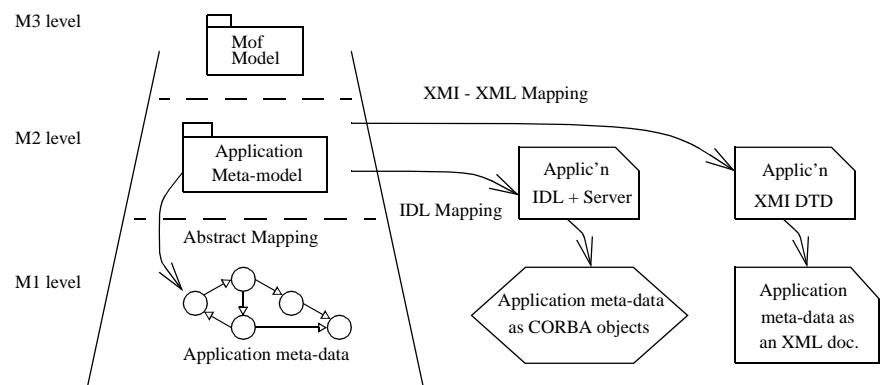 M3 level
Mof
Model
XMI - XML Mapping
M2 level
Application
Meta-model
Applic'n
IDL + Server
Applic'n
XMI DTD
IDL Mapping
Abstract Mapping
M1 level
Application meta-data
Application meta-data
as CORBA objects
Application
meta-data as
an XML doc.